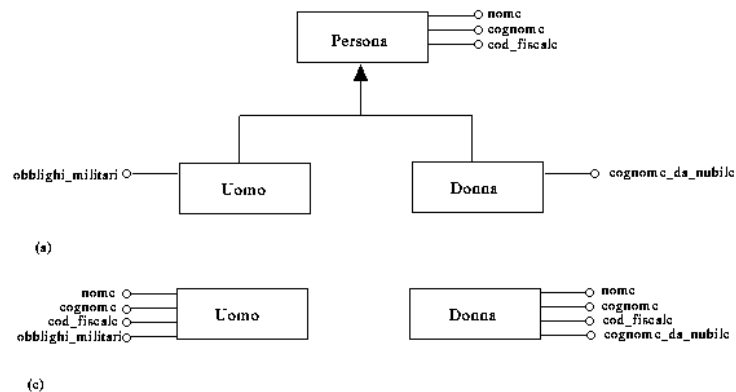 nome
Persona
cognome
cod_fiscale
obblighi_militari
Uomo
Donna
cognome_da_nubile
(a)
nome
cognome
cod_fiscale
obblighi_militari
Uomo
Donna
nome
cognome
cod_fiscale
cognome_da_nubile
(c)